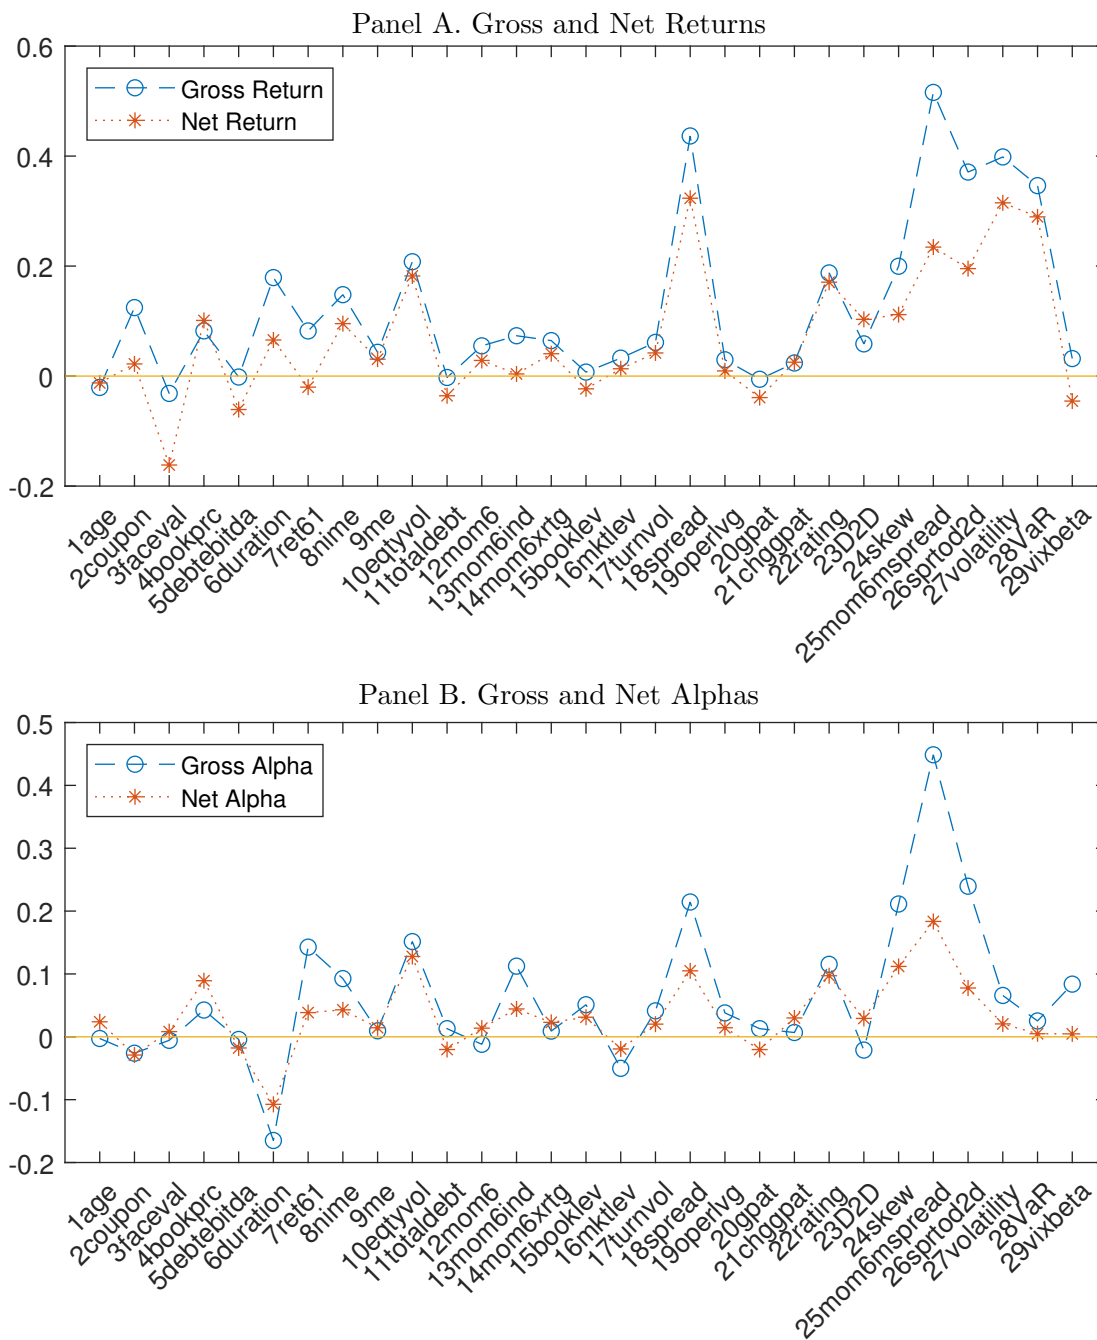 Panel A. Gross and Net Returns
0.6
0.4
0.2
0
-0.2
Gross Return
Net Return
1age
2coupon
3faceval
4bookprc
5debtebitda
6duration
7ret61
8nime
9me
10eqtyvol
11totaldebt
12mom6
13mom6ind
14mom6xrtg
15booklev
16mktlev
17turnvol
18spread
19operlvg
20gpat
21chggpat
22rating
23D2D
24skew
25mom6mspread
26sprtod2d
27volatility
28VaR
29vixbeta
Panel B. Gross and Net Alphas
0.5
0.4
0.3
0.2
0.1
0
-0.1
-0.2
Gross Alpha
Net Alpha
1age
2coupon
3faceval
4bookprc
5debtebitda
6duration
7ret61
8nime
9me
10eqtyvol
11totaldebt
12mom6
13mom6ind
14mom6xrtg
15booklev
16mktlev
17turnvol
18spread
19operlvg
20gpat
21chggpat
22rating
23D2D
24skew
25mom6mspread
26sprtod2d
27volatility
28VaR
29vixbeta